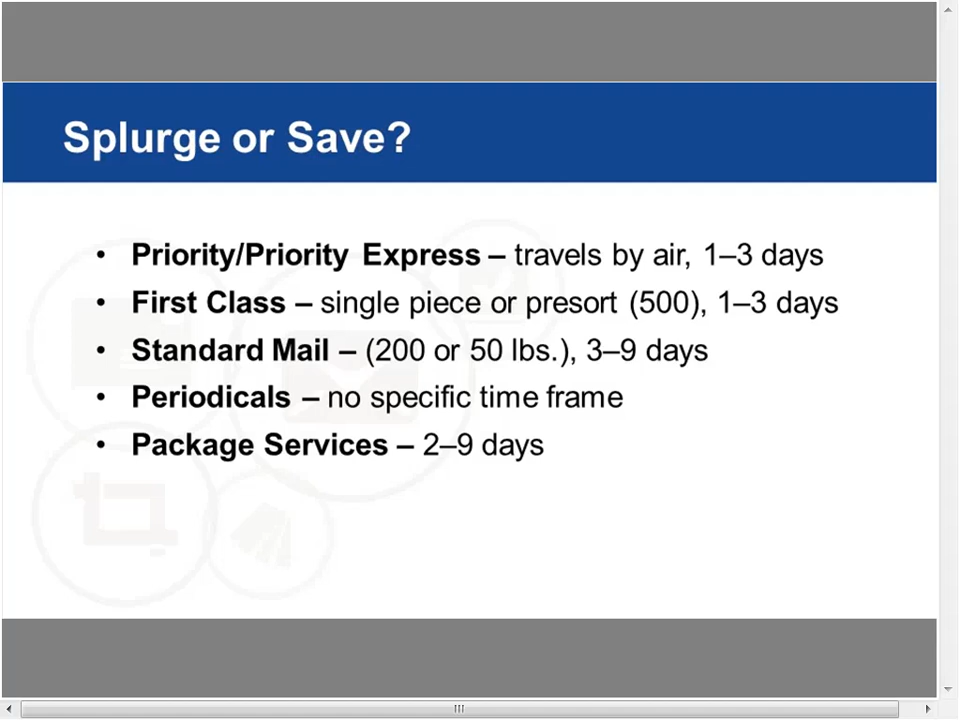 Splurge or Save?
• Priority/Priority Express – travels by air, 1–3 days
• First Class – single piece or presort (500), 1–3 days
• Standard Mail – (200 or 50 lbs.), 3–9 days
• Periodicals – no specific time frame
• Package Services – 2–9 days